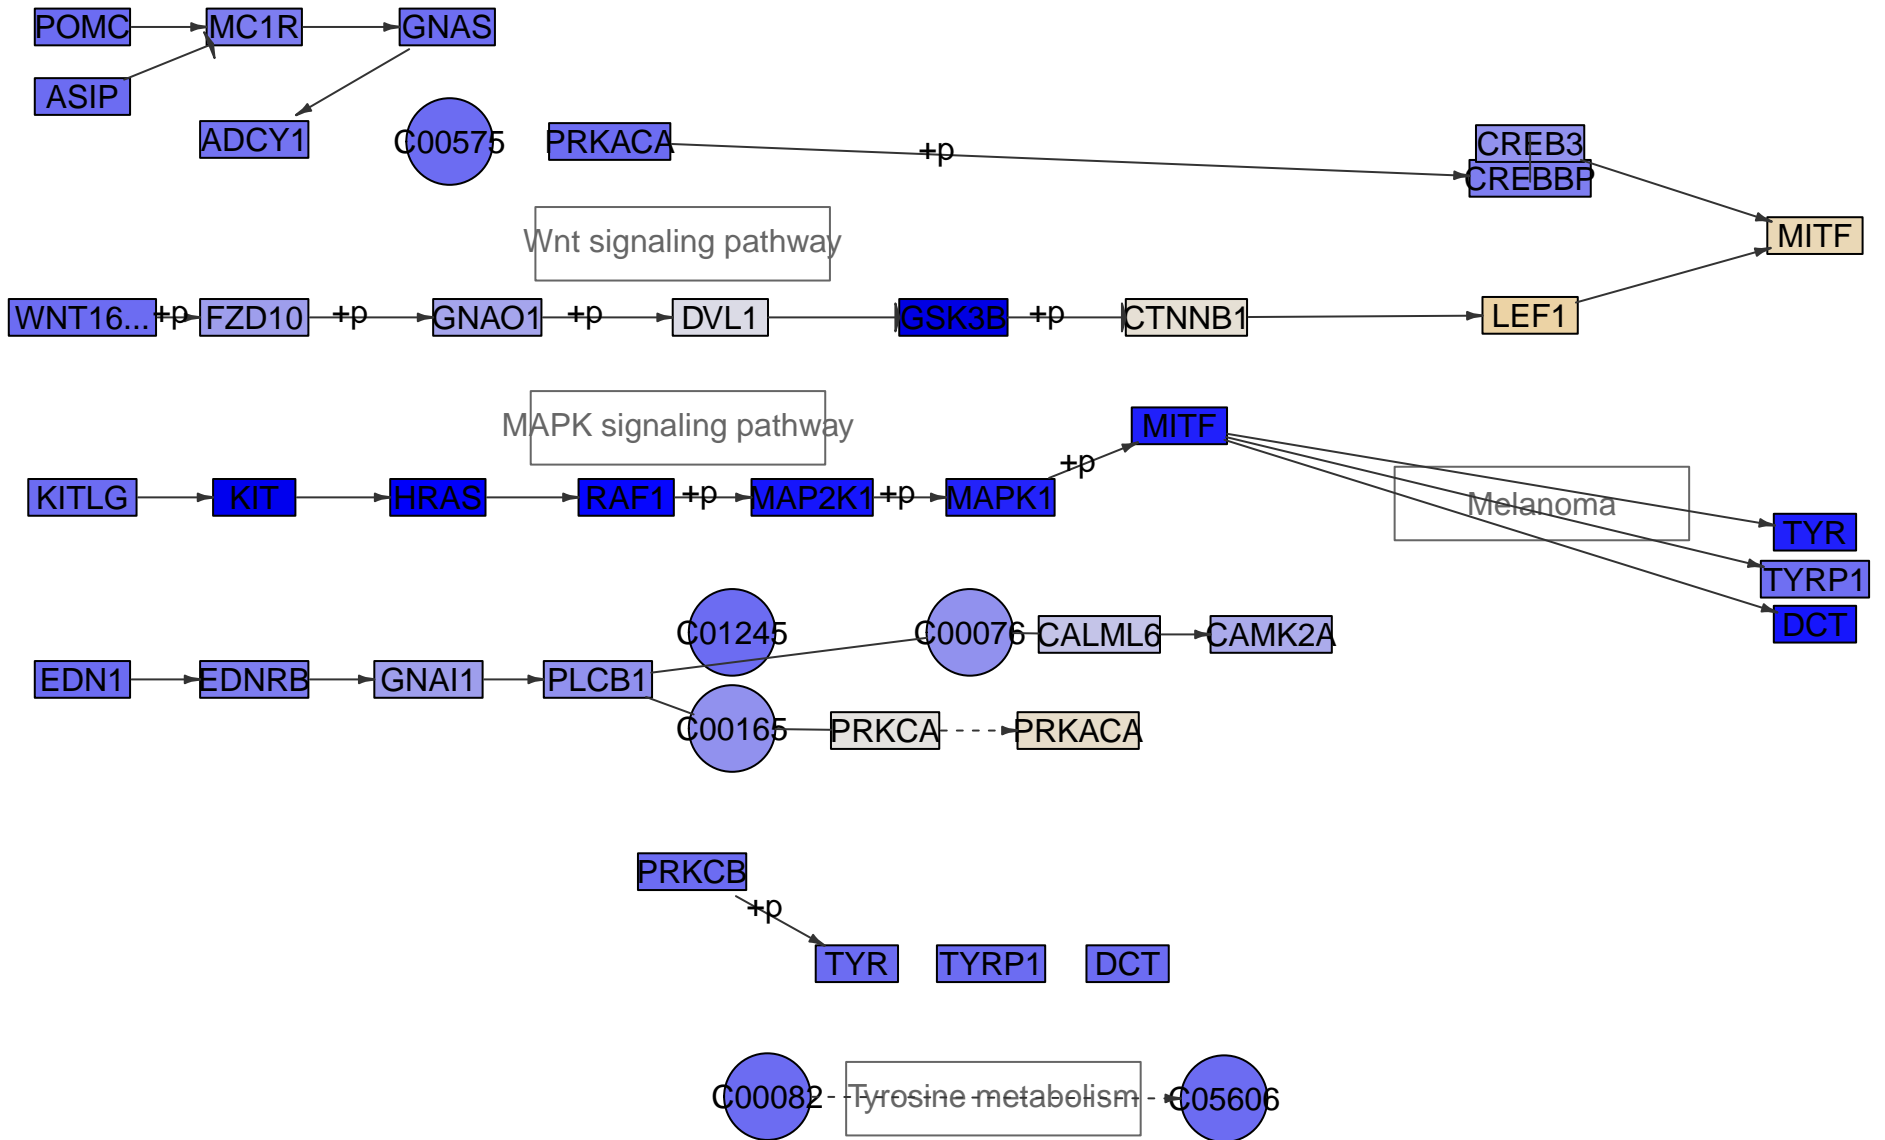 POMC
MC1R
GNAS
ASIP
ADCY1
C00575
PRKACA
+p
CREB3
CREBBP
Wnt signaling pathway
MITF
WNT16...
+p
FZD10
+p
GNAO1
+p
DVL1
GSK3B
+p
CTNNB1
LEF1
MAPK signaling pathway
MITF
+p
KITLG
KIT
HRAS
RAF1
+p
MAP2K1
+p
MAPK1
Melanoma
TYR
TYRP1
DCT
C01245
C00076
CALML6
CAMK2A
EDN1
EDNRB
GNAI1
PLCB1
C00165
PRKCA
PRKACA
PRKCB
+p
TYR
TYRP1
DCT
C00082
Tyrosine metabolism
C05606